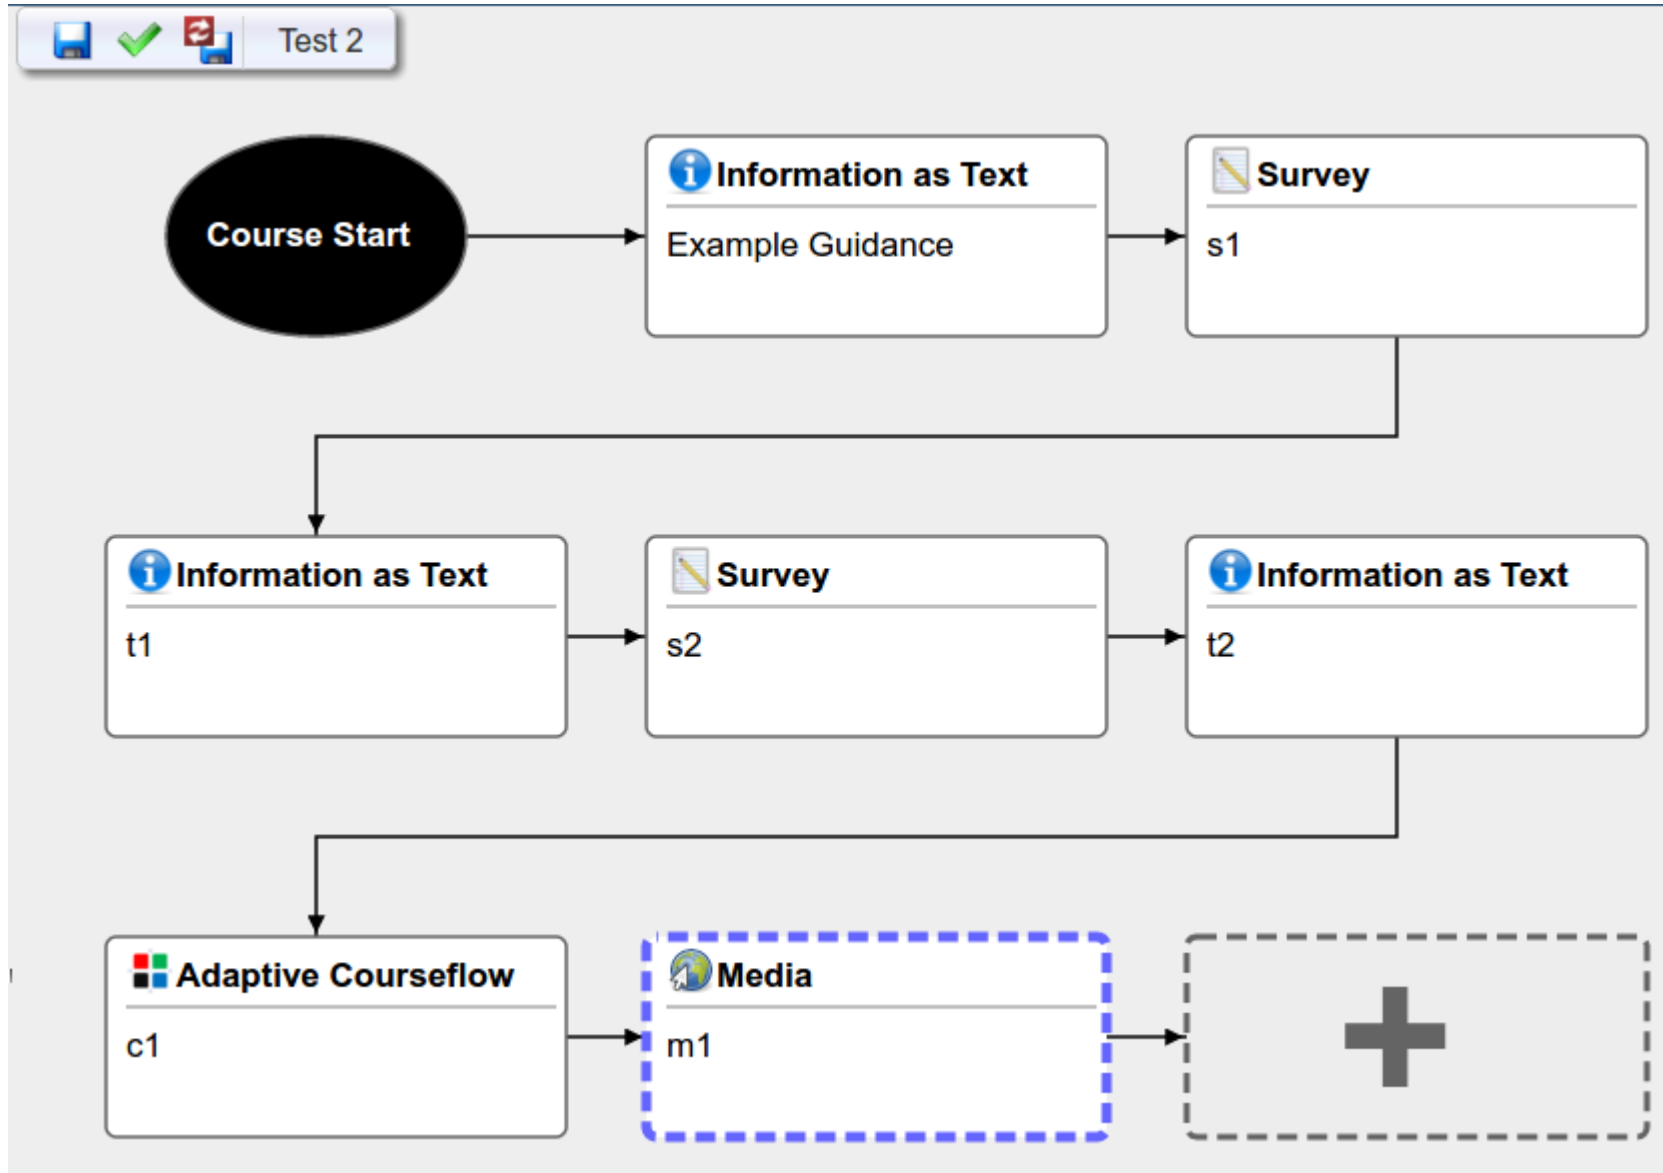 Test 2
Course Start
Information as Text
Example Guidance
Survey
s1
Information as Text
t1
Survey
s2
Information as Text
t2
Adaptive Courseflow
c1
Media
m1